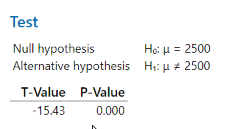 Test
Null hypothesis H₀: μ = 2500
Alternative hypothesis H₁: μ ≠ 2500
T-Value P-Value
-15.43 0.000